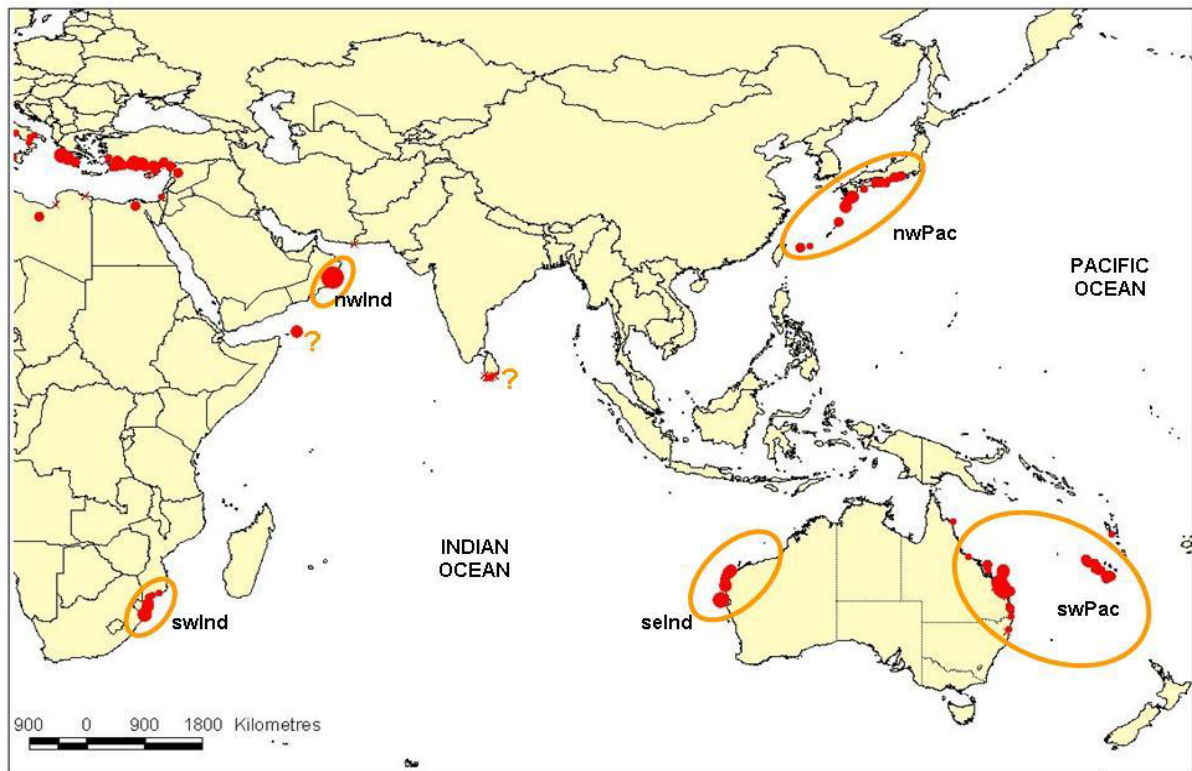 nwPac
PACIFIC
OCEAN
nwInd
?
?
INDIAN
OCEAN
swInd
seInd
swPac
900 0 900 1800 Kilometres